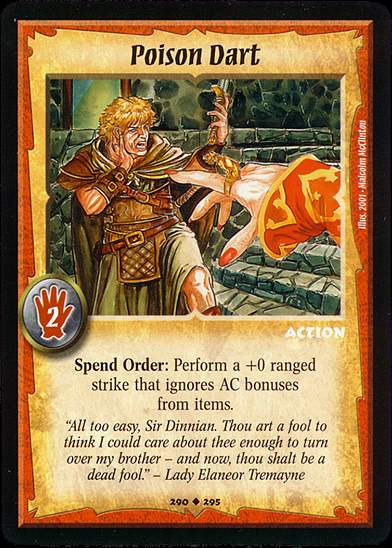 Poison Dart
Illus. 2001 • Malcolm McClinton
2
ACTION
Spend Order: Perform a +0 ranged
strike that ignores AC bonuses
from items.
“All too easy, Sir Dinnian. Thou art a fool to
think I could care about thee enough to turn
over my brother – and now, thou shalt be a
dead fool.” – Lady Elaneor Tremayne
290 ◆ 295